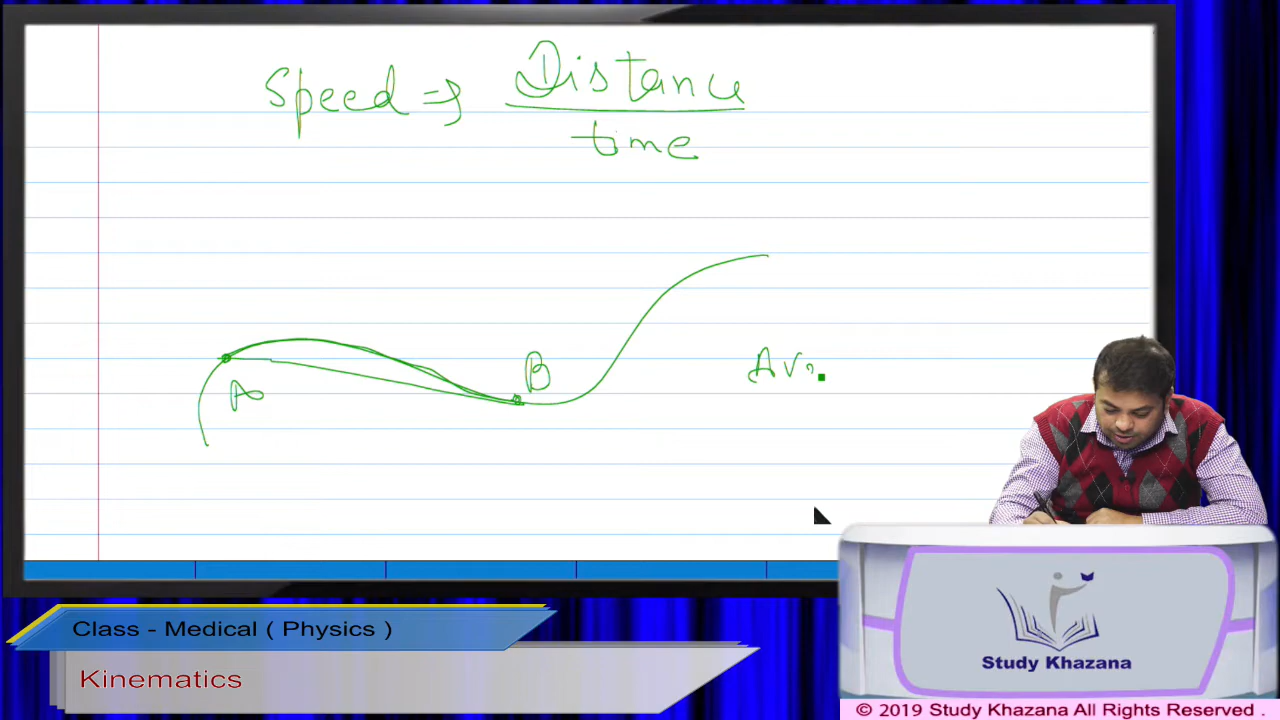 Speed ⇒ Distance
time
A
B
Av
Class - Medical ( Physics )
Kinematics
Study Khazana
© 2019 Study Khazana All Rights Reserved .